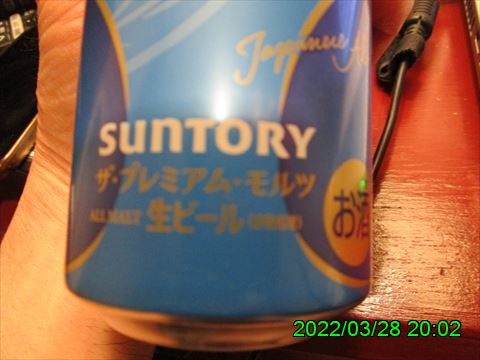 Japanese
SUNTORY
ザ・プレミアム・モルツ
ALL MALT 生ビール
お酒
2022/03/28 20:02